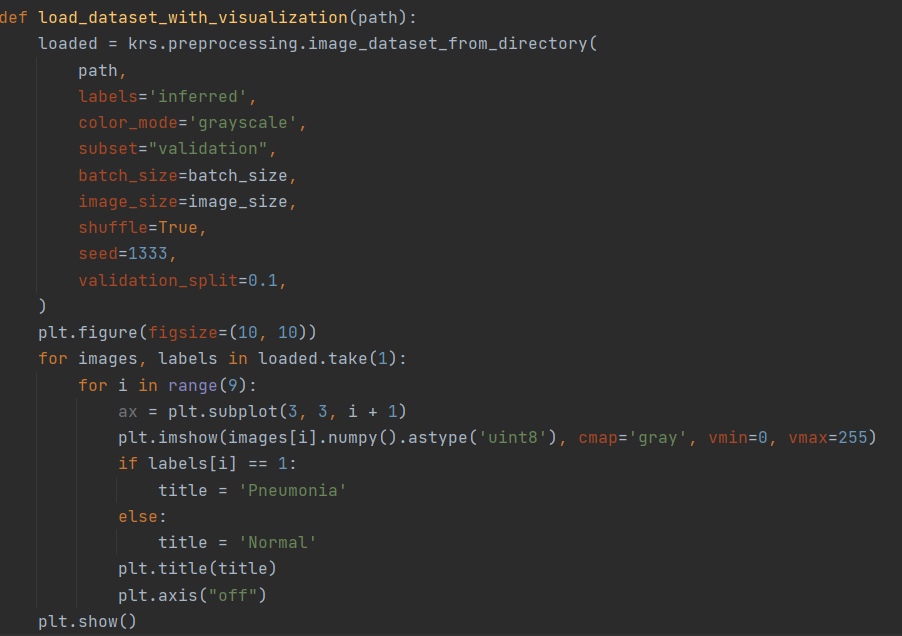 def load_dataset_with_visualization(path):
    loaded = krs.preprocessing.image_dataset_from_directory(
        path,
        labels='inferred',
        color_mode='grayscale',
        subset="validation",
        batch_size=batch_size,
        image_size=image_size,
        shuffle=True,
        seed=1333,
        validation_split=0.1,
    )
    plt.figure(figsize=(10, 10))
    for images, labels in loaded.take(1):
        for i in range(9):
            ax = plt.subplot(3, 3, i + 1)
            plt.imshow(images[i].numpy().astype('uint8'), cmap='gray', vmin=0, vmax=255)
            if labels[i] == 1:
                title = 'Pneumonia'
            else:
                title = 'Normal'
            plt.title(title)
            plt.axis("off")
    plt.show()